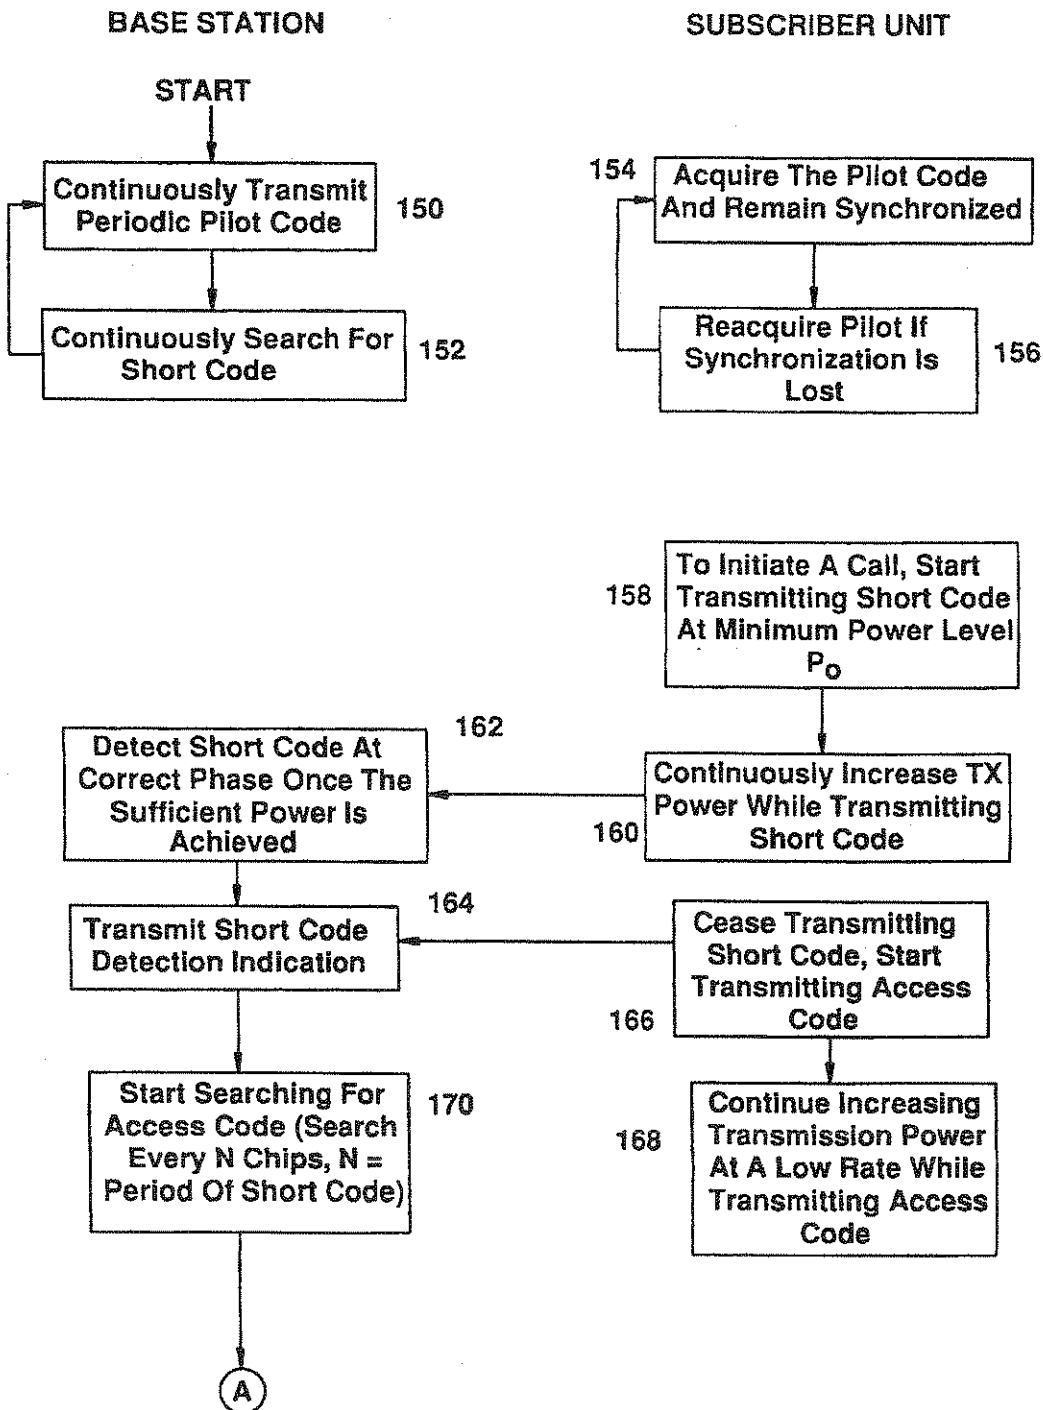 BASE STATION
SUBSCRIBER UNIT
START
Continuously Transmit
Periodic Pilot Code
150
Continuously Search For
Short Code
152
154
Acquire The Pilot Code
And Remain Synchronized
Reacquire Pilot If
Synchronization Is
Lost
156
158
To Initiate A Call, Start
Transmitting Short Code
At Minimum Power Level
Po
162
Detect Short Code At
Correct Phase Once The
Sufficient Power Is
Achieved
Continuously Increase TX
Power While Transmitting
Short Code
160
164
Transmit Short Code
Detection Indication
Cease Transmitting
Short Code, Start
Transmitting Access
Code
166
Start Searching For
Access Code (Search
Every N Chips, N =
Period Of Short Code)
170
168
Continue Increasing
Transmission Power
At A Low Rate While
Transmitting Access
Code
A